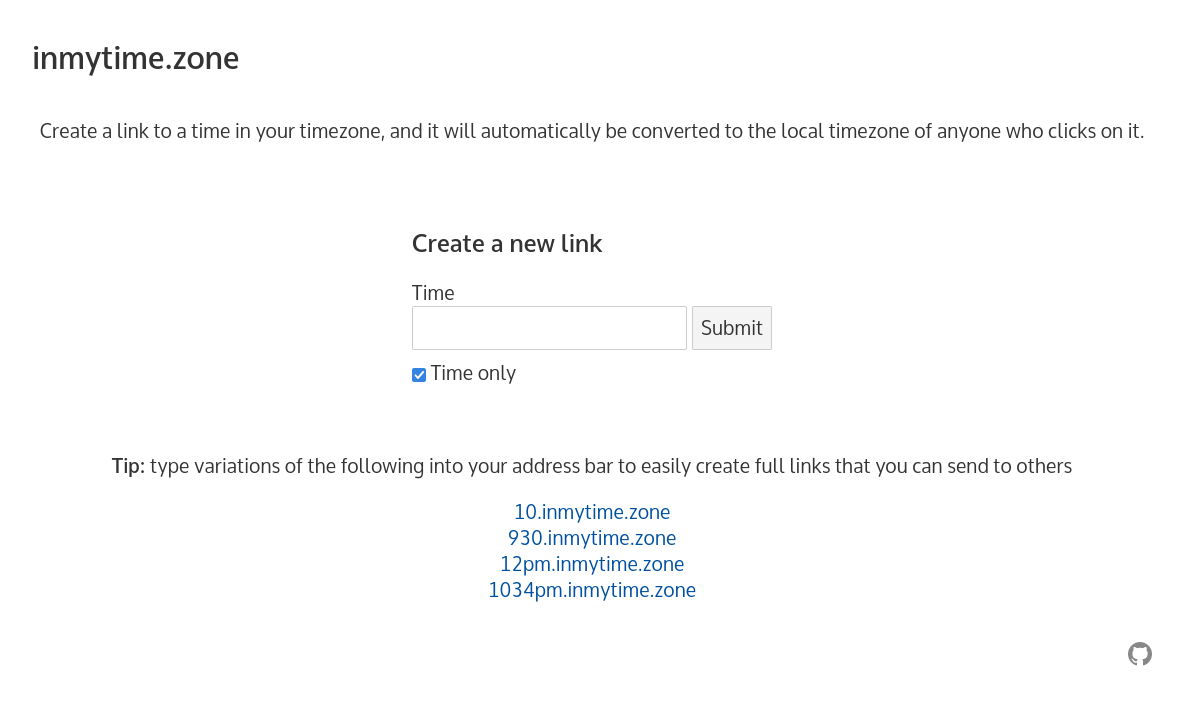 inmytime.zone
Create a link to a time in your timezone, and it will automatically be converted to the local timezone of anyone who clicks on it.
Create a new link
Time
Submit
Time only
Tip: type variations of the following into your address bar to easily create full links that you can send to others
10.inmytime.zone
930.inmytime.zone
12pm.inmytime.zone
1034pm.inmytime.zone